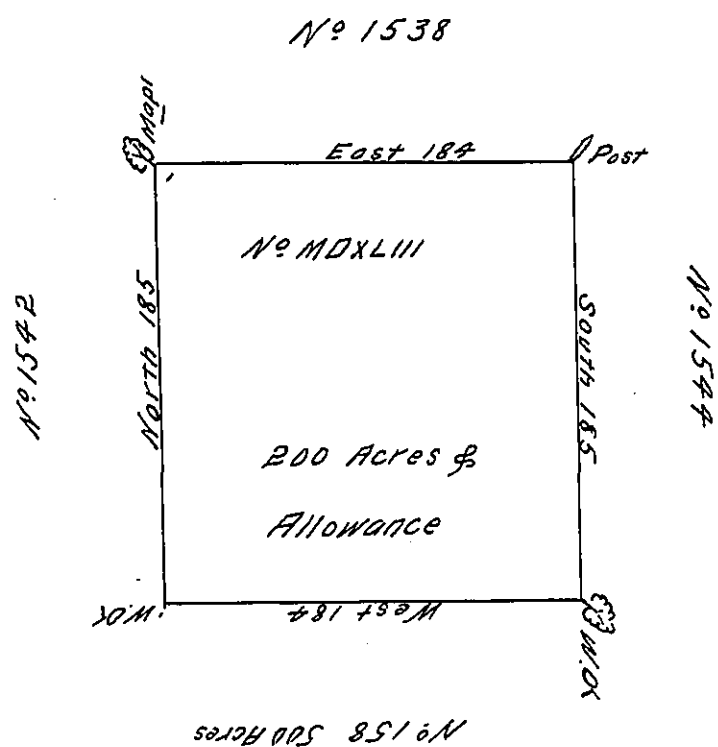 Nº 1538
Mapl
East 184
Post
Nº MDXLIII
Nº 1542
North 185
South 185
Nº 1544
200 Acres &
Allowance
W.OK
West 184
W.OK
Nº 158 500 Acres